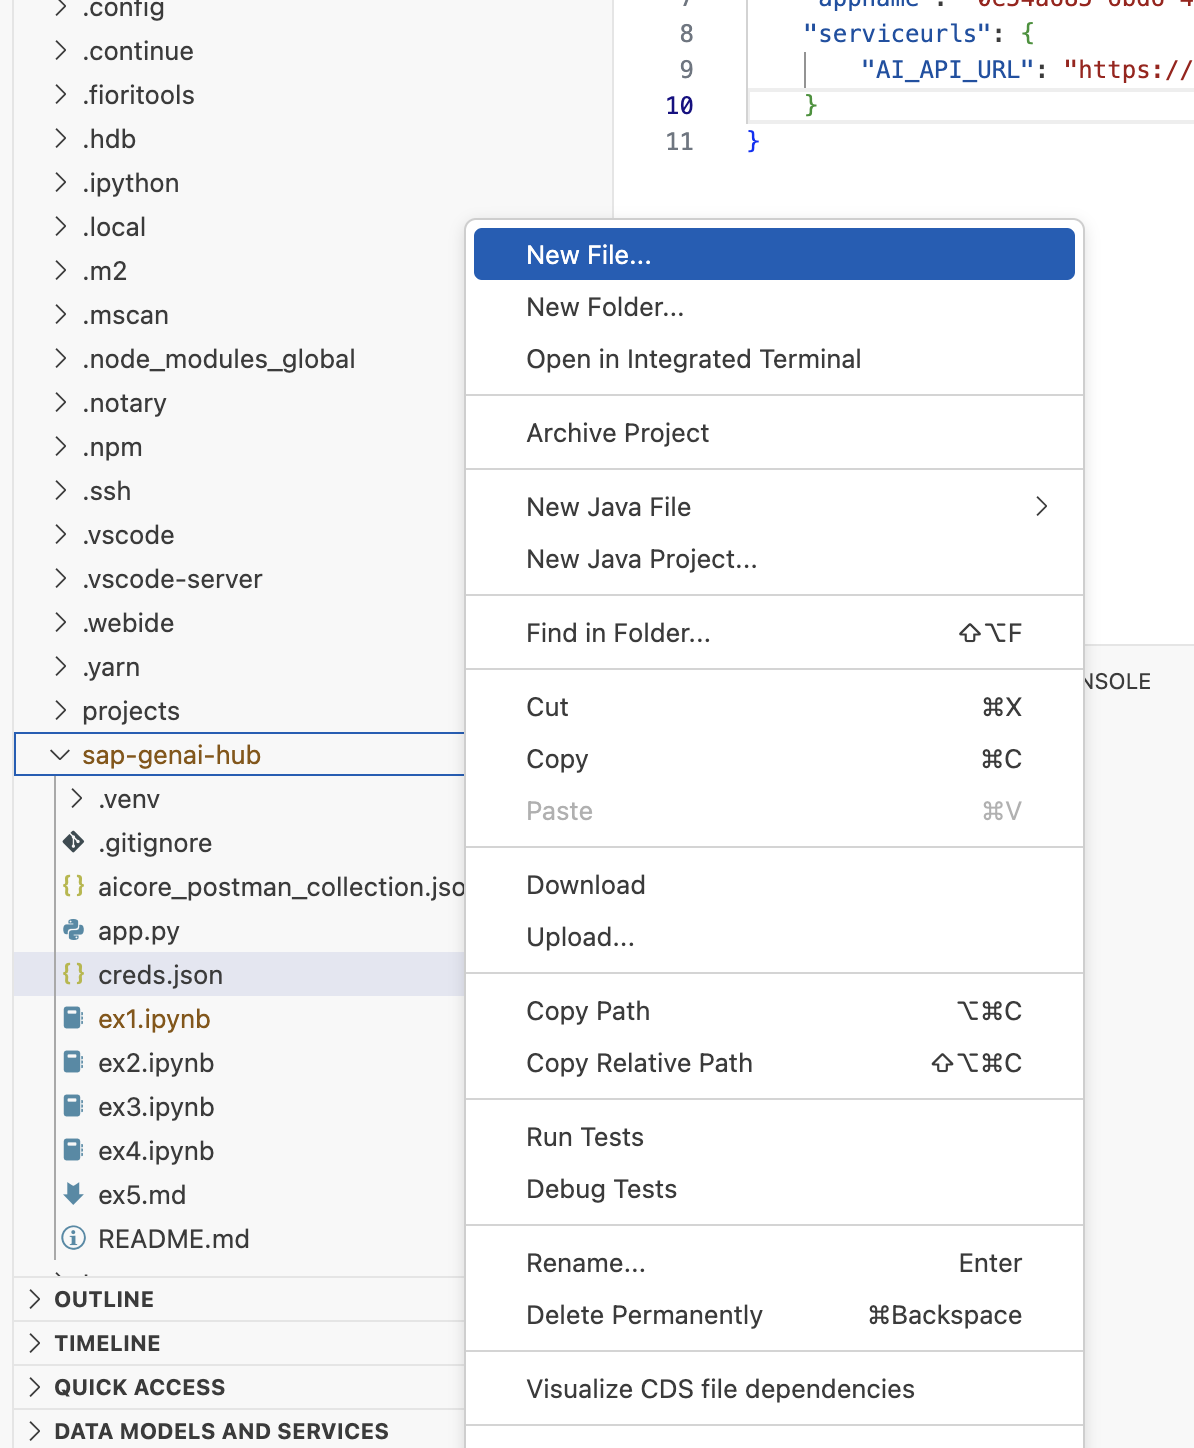 .config
.continue
.fioritools
.hdb
.ipython
.local
.m2
.mscan
.node_modules_global
.notary
.npm
.ssh
.vscode
.vscode-server
.webide
.yarn
projects
sap-genai-hub
.venv
.gitignore
aicore_postman_collection.jso
app.py
creds.json
ex1.ipynb
ex2.ipynb
ex3.ipynb
ex4.ipynb
ex5.md
README.md
OUTLINE
TIMELINE
QUICK ACCESS
DATA MODELS AND SERVICES
8 "serviceurls": {
9 "AI_API_URL": "https://
10 }
11 }
New File...
New Folder...
Open in Integrated Terminal
Archive Project
New Java File
New Java Project...
Find in Folder... ⇧⌥F
Cut ⌘X
Copy ⌘C
Paste ⌘V
Download
Upload...
Copy Path ⌥⌘C
Copy Relative Path ⇧⌥⌘C
Run Tests
Debug Tests
Rename... Enter
Delete Permanently ⌘Backspace
Visualize CDS file dependencies
NSOLE